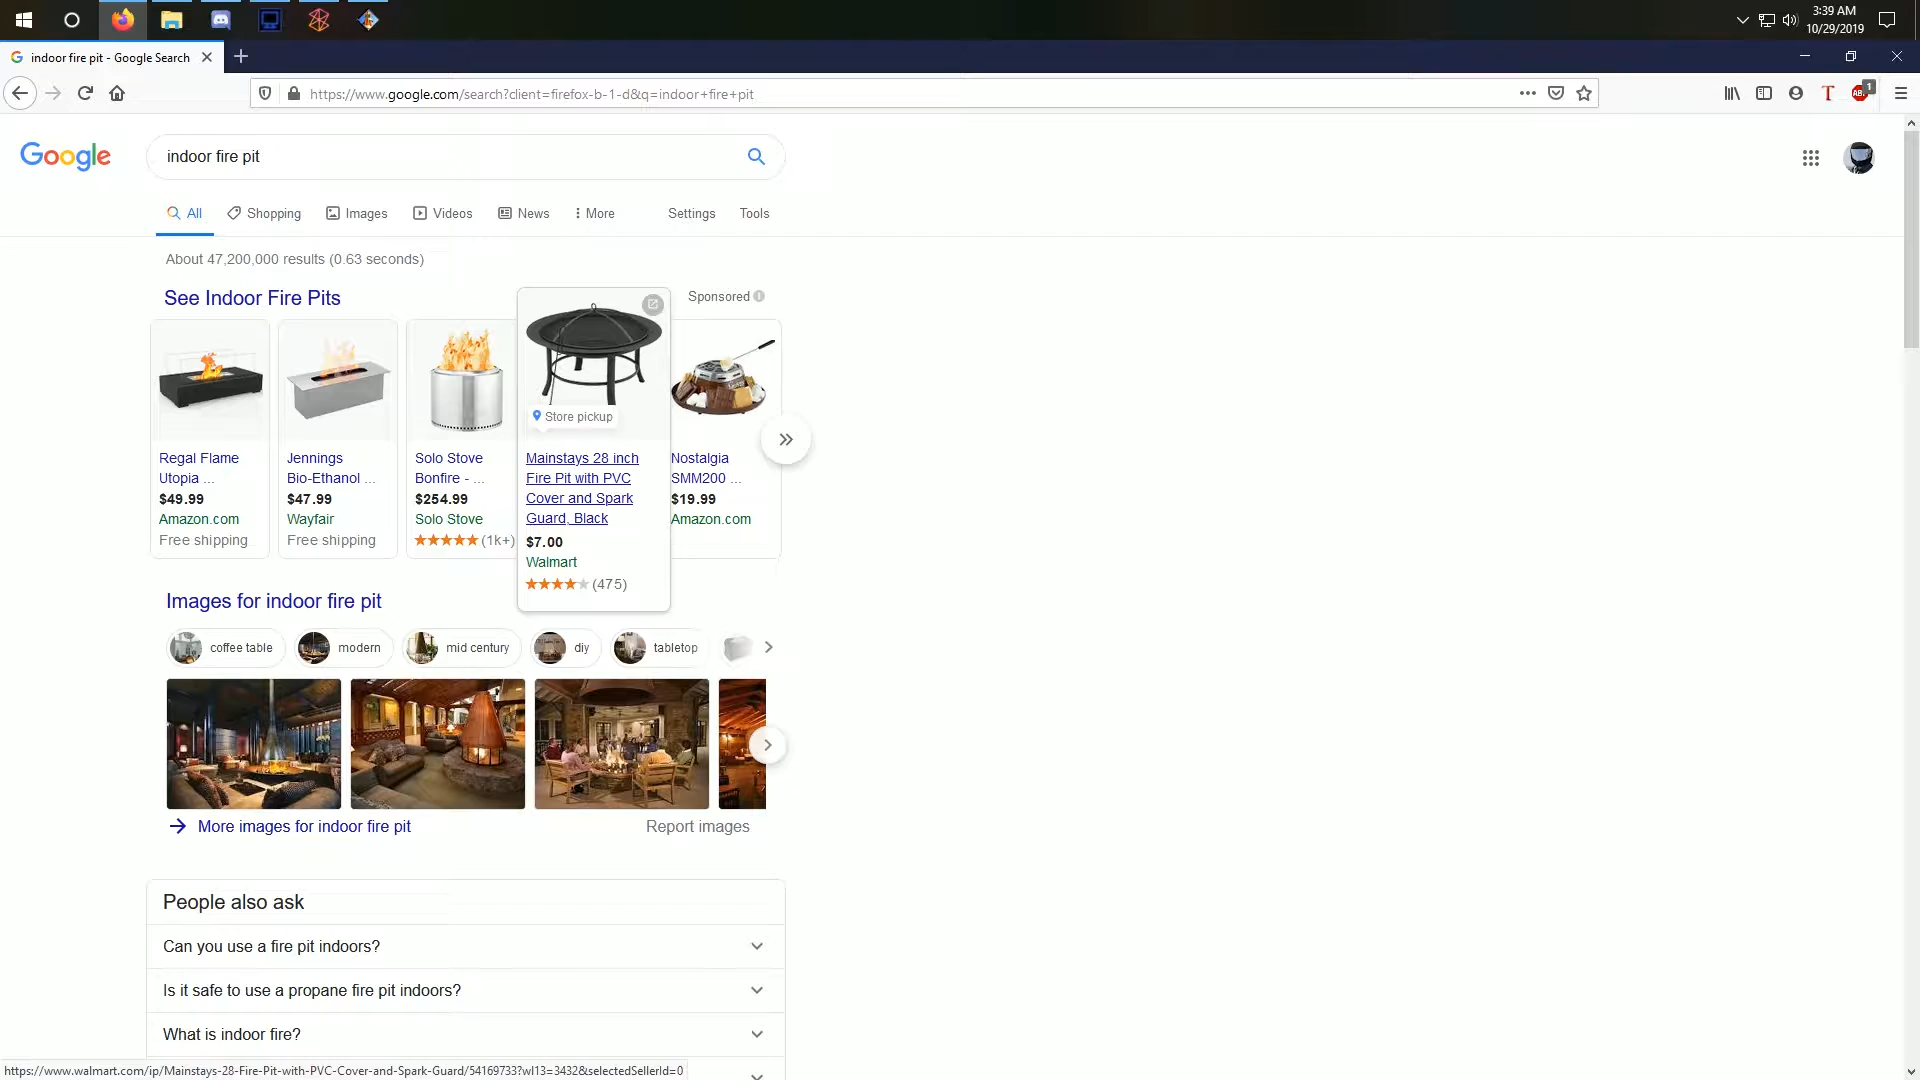 3:39 AM
10/29/2019
indoor fire pit - Google Search
https://www.google.com/search?client=firefox-b-1-d&q=indoor+fire+pit
T
ABP
1
Google
indoor fire pit
All
Shopping
Images
Videos
News
More
Settings
Tools
About 47,200,000 results (0.63 seconds)
See Indoor Fire Pits
Sponsored
Regal Flame
Utopia ...
$49.99
Amazon.com
Free shipping
Jennings
Bio-Ethanol ...
$47.99
Wayfair
Free shipping
Solo Stove
Bonfire - ...
$254.99
Solo Stove
(1k+)
Store pickup
Mainstays 28 inch
Fire Pit with PVC
Cover and Spark
Guard, Black
$7.00
Walmart
(475)
Nostalgia
SMM200 ...
$19.99
Amazon.com
Images for indoor fire pit
coffee table
modern
mid century
diy
tabletop
More images for indoor fire pit
Report images
People also ask
Can you use a fire pit indoors?
Is it safe to use a propane fire pit indoors?
What is indoor fire?
https://www.walmart.com/ip/Mainstays-28-Fire-Pit-with-PVC-Cover-and-Spark-Guard/54169733?wl13=3432&selectedSellerId=0